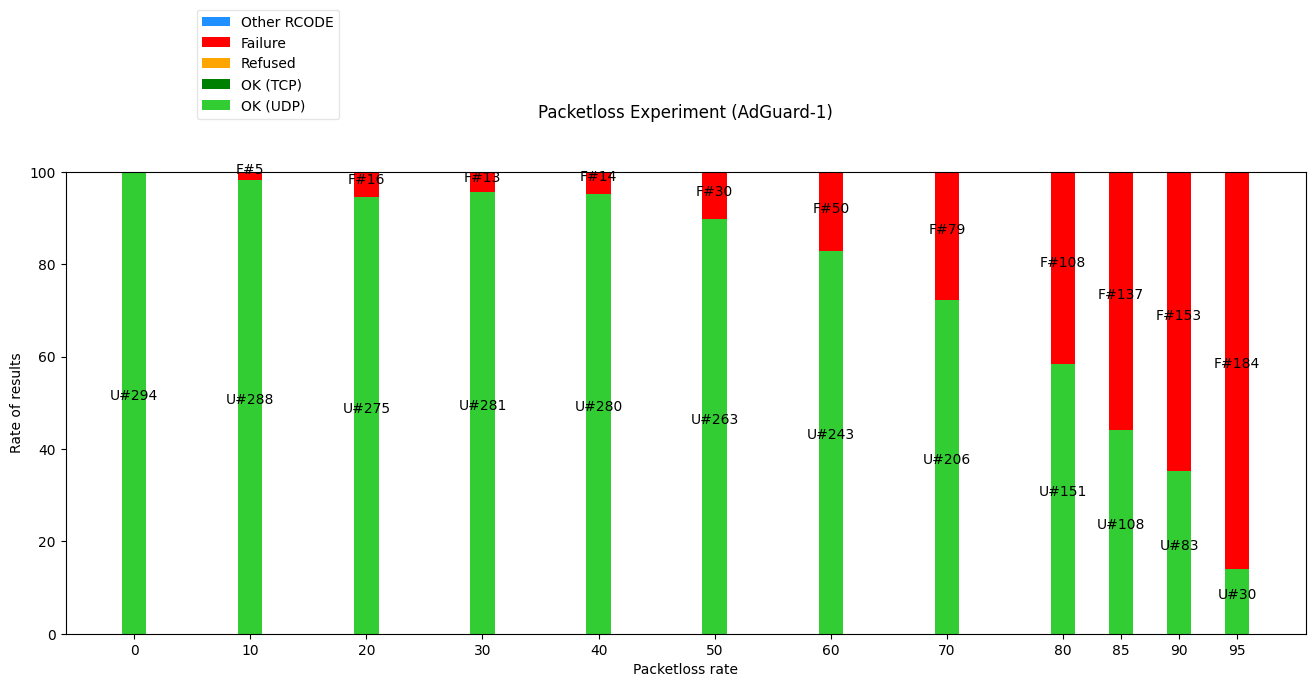 Other RCODE
Failure
Refused
OK (TCP)
OK (UDP)
Packetloss Experiment (AdGuard-1)
Rate of results
100
80
60
40
20
0
F#5
F#16
F#13
F#14
F#30
F#50
F#79
F#108
F#137
F#153
F#184
U#294
U#288
U#275
U#281
U#280
U#263
U#243
U#206
U#151
U#108
U#83
U#30
0 10 20 30 40 50 60 70 80 85 90 95
Packetloss rate